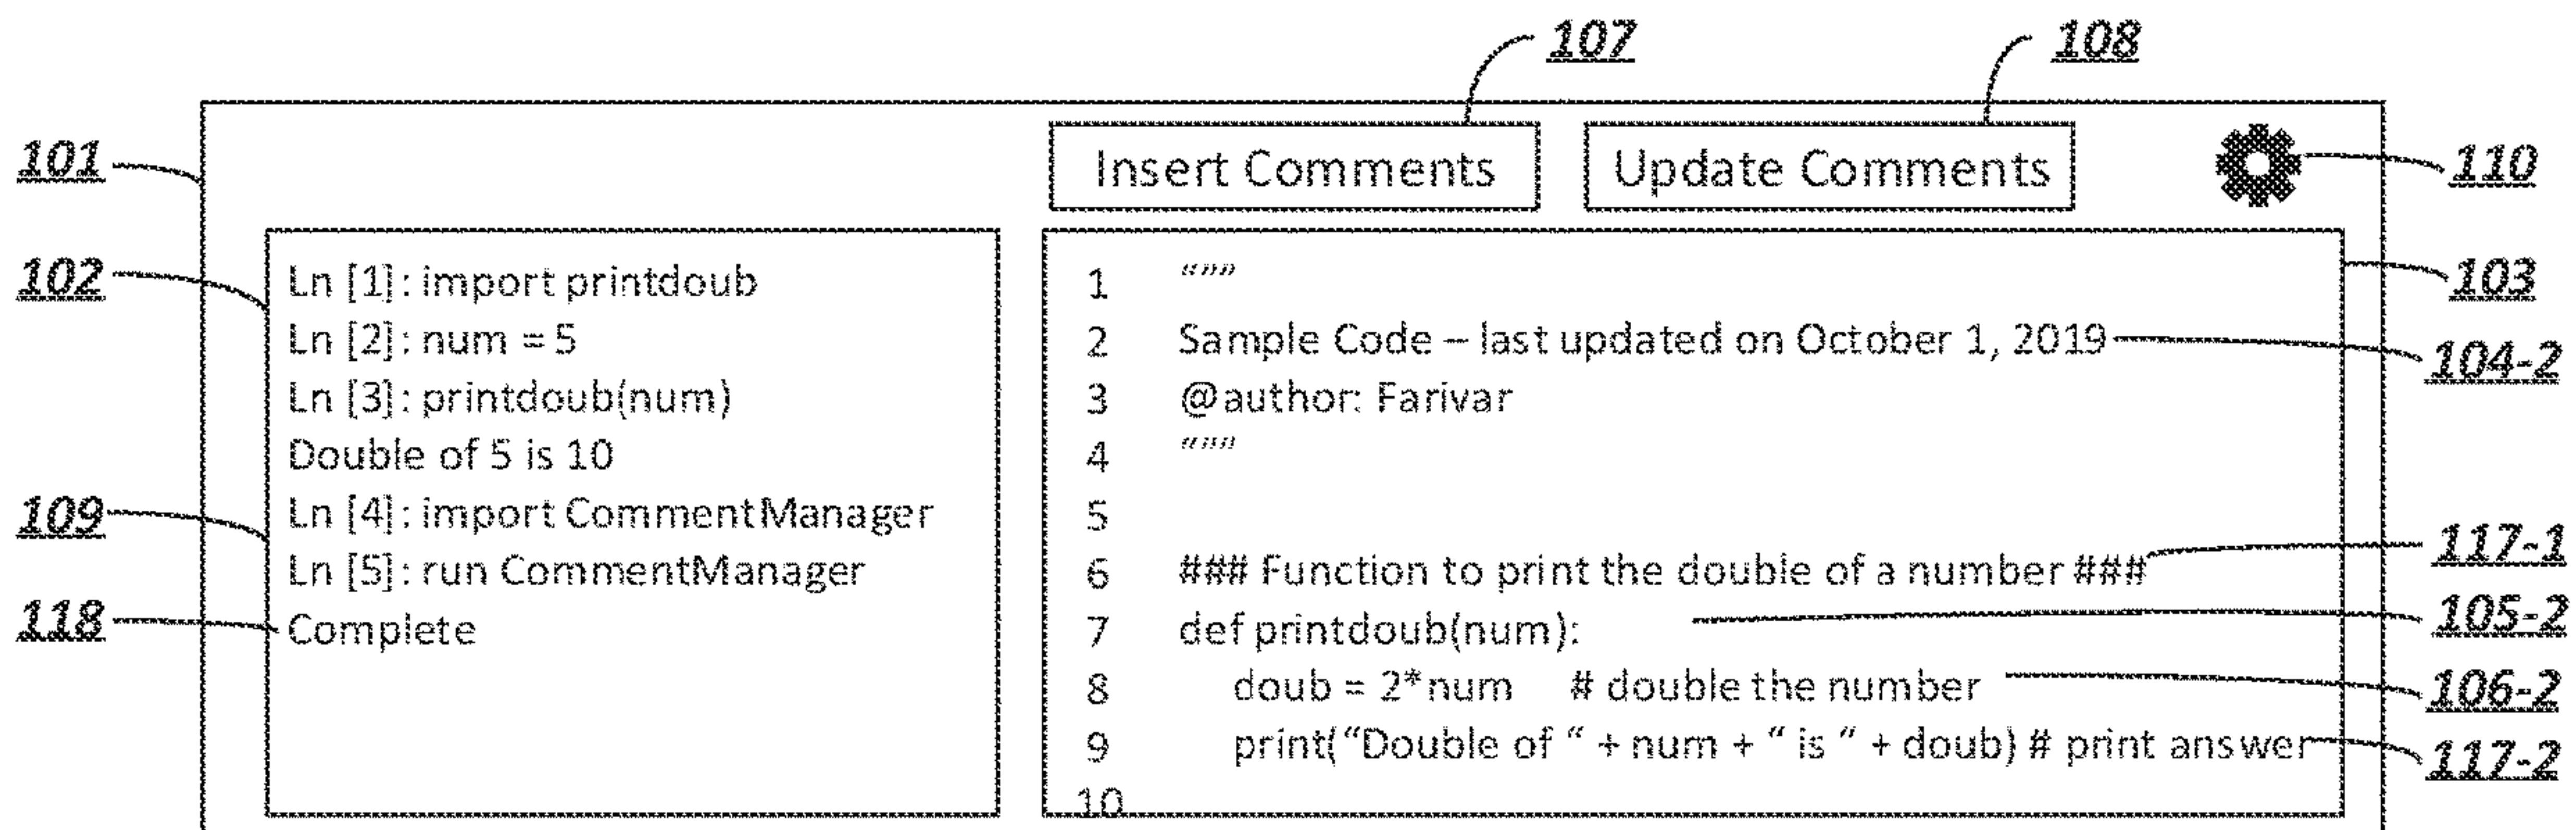 107
108
101
Insert Comments
Update Comments
110
102
Ln [1]: import printdoub
Ln [2]: num = 5
Ln [3]: printdoub(num)
Double of 5 is 10
109
Ln [4]: import CommentManager
Ln [5]: run CommentManager
118
Complete
1 “””
103
2 Sample Code – last updated on October 1, 2019
104-2
3 @author: Farivar
4 “””
5
6 ### Function to print the double of a number ###
117-1
7 def printdoub(num):
105-2
8 doub = 2*num # double the number
106-2
9 print(“Double of “ + num + “ is “ + doub) # print answer
117-2
10